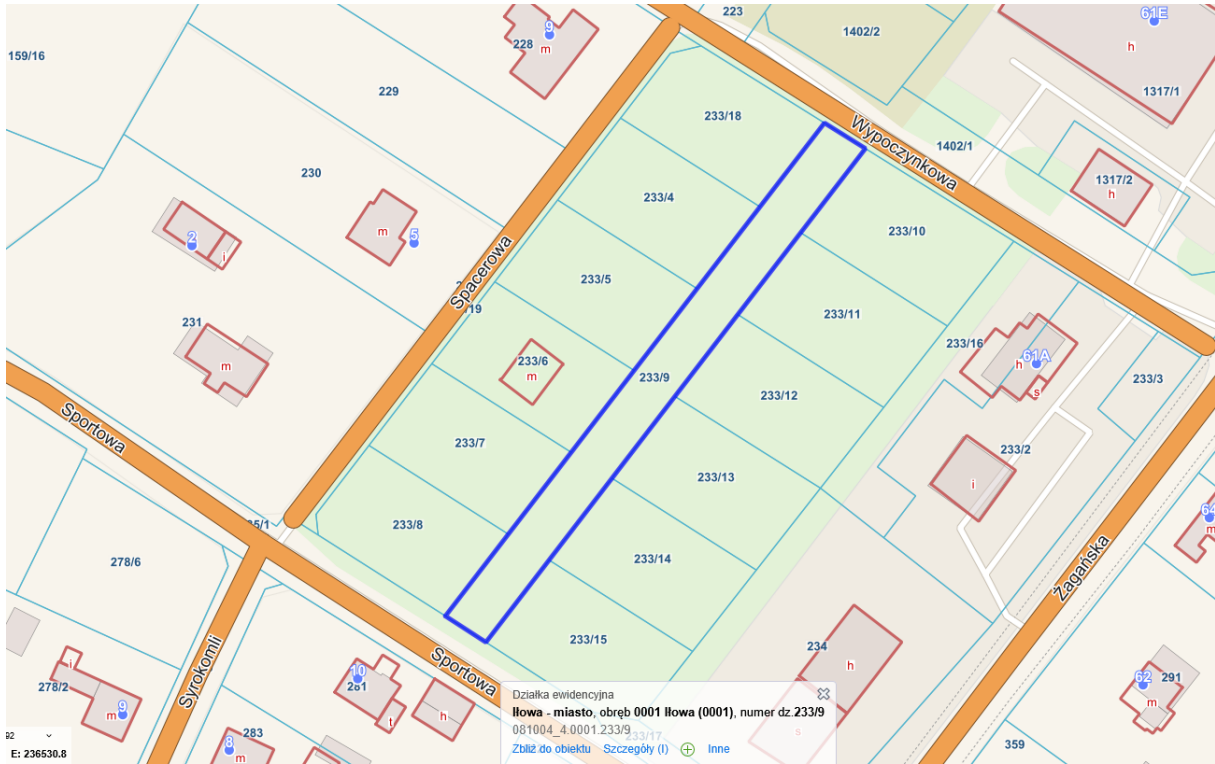 223
61E
9
228
m
1402/2
h
159/16
229
1317/1
233/18
Wypoczynkowa
1402/1
230
1317/2
h
233/4
2
i
m
5
Spacerowa
233/10
233/5
19
231
233/11
m
233/6
m
233/16
61A
h
s
233/9
233/3
233/12
Sportowa
233/7
233/2
233/13
i
233/8
64
m
278/6
233/14
Żagańska
233/15
234
h
Syrokomli
Sportowa
i
278/2
m
9
10
281
t
h
62
291
m
Działka ewidencyjna
Iłowa - miasto, obręb 0001 Iłowa (0001), numer dz.233/9
081004_4.0001.233/9
233/17
s
Zbliż do obiektu Szczegóły (I) Inne
283
8
m
359
92
E: 236530.8